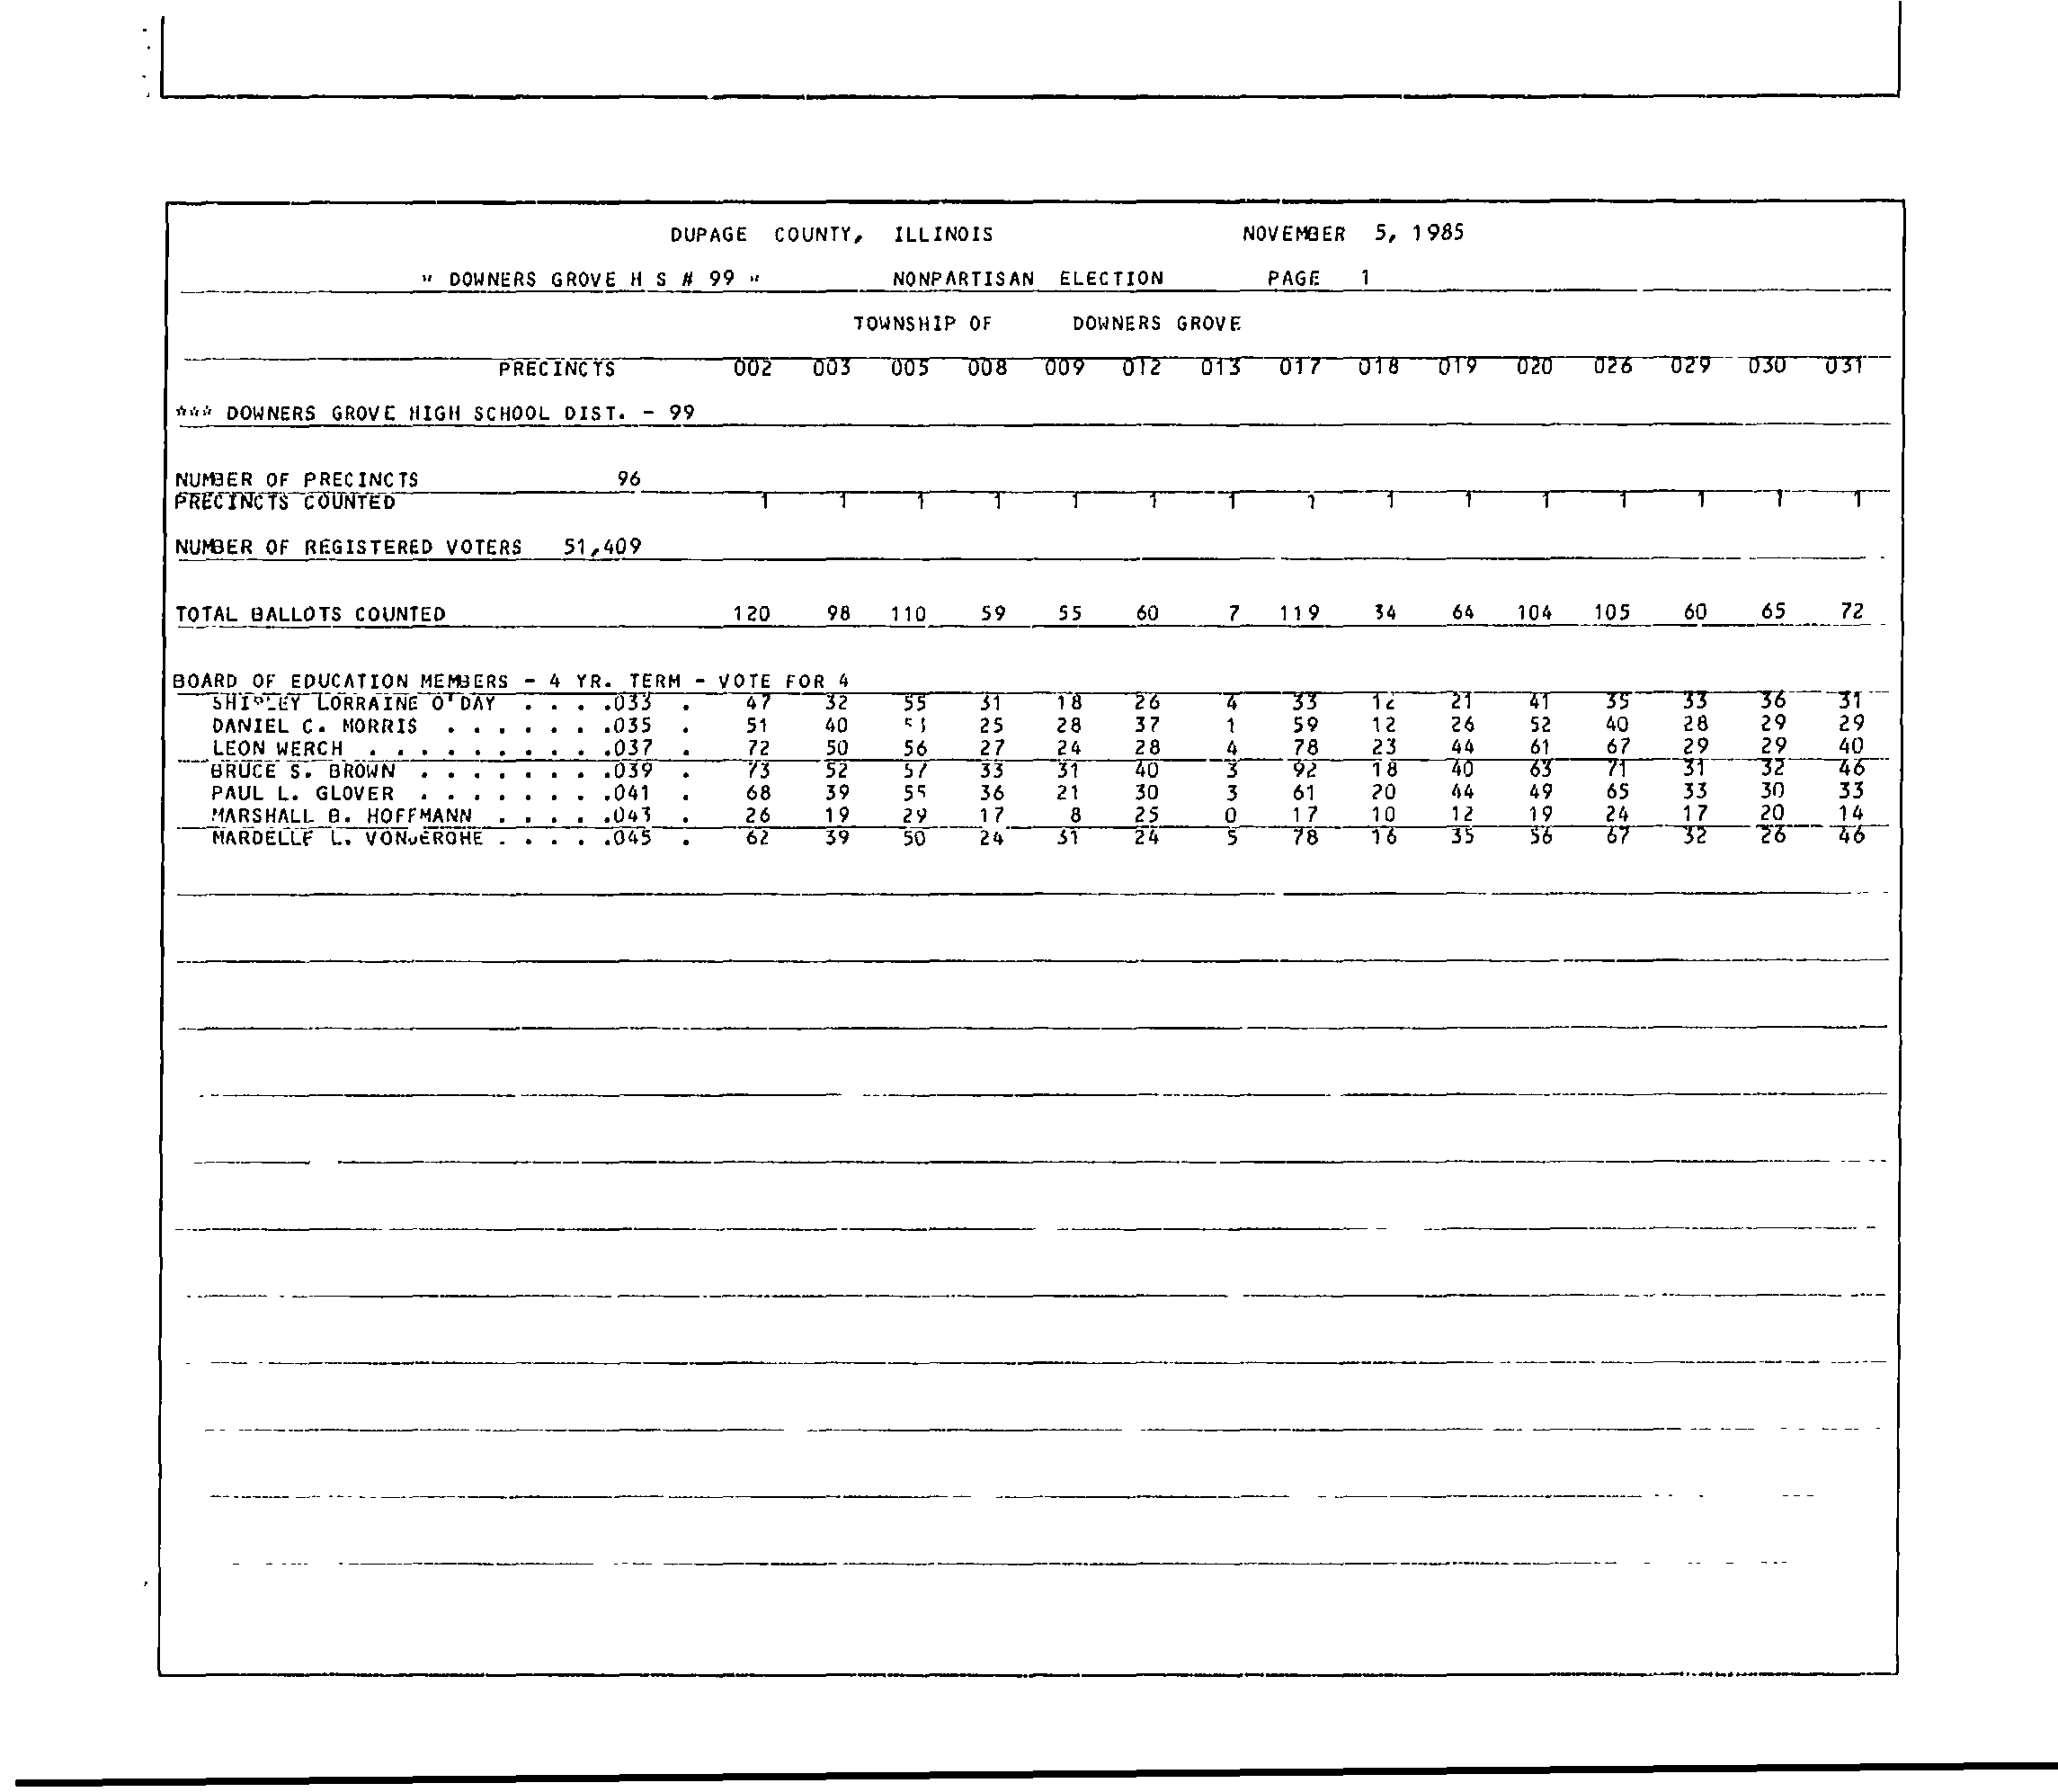 DUPAGE COUNTY, ILLINOIS NOVEMBER 5, 1985
" DOWNERS GROVE H S # 99 " NONPARTISAN ELECTION PAGE 1
TOWNSHIP OF DOWNERS GROVE
PRECINCTS 002 003 005 008 009 012 013 017 018 019 020 026 029 030 031
*** DOWNERS GROVE HIGH SCHOOL DIST. - 99
NUMBER OF PRECINCTS 96
PRECINCTS COUNTED 1 1 1 1 1 1 1 1 1 1 1 1 1 1 1
NUMBER OF REGISTERED VOTERS 51,409
TOTAL BALLOTS COUNTED 120 98 110 59 55 60 7 119 34 64 104 105 60 65 72
BOARD OF EDUCATION MEMBERS - 4 YR. TERM - VOTE FOR 4
SHIRLEY LORRAINE O'DAY . . . .033 . 47 32 55 31 18 26 4 33 12 21 41 35 33 36 31
DANIEL C. MORRIS . . . . . . .035 . 51 40 25 28 37 1 59 12 26 52 40 28 29 29
LEON WERCH . . . . . . . . . .037 . 72 50 56 27 24 28 4 78 23 44 61 67 29 29 40
BRUCE S. BROWN . . . . . . . .039 . 73 52 57 33 31 40 3 92 18 40 63 71 31 32 46
PAUL L. GLOVER . . . . . . . .041 . 68 39 55 36 21 30 3 61 20 44 49 65 33 30 33
MARSHALL B. HOFFMANN . . . . .043 . 26 19 29 17 8 25 0 17 10 12 19 24 17 20 14
MARDELLE L. . . . . .045 . 62 39 50 24 31 24 5 78 16 35 56 67 32 26 46